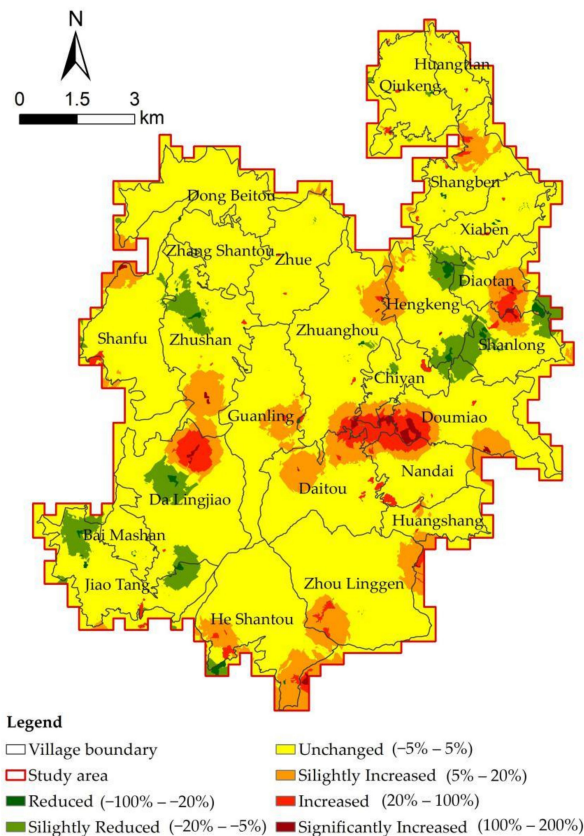 N
0 1.5 3
km
Huangtian
Qiukeng
Shangben
Dong Beitou
Xiaben
Zhang Shantou
Zhue
Diaotan
Hengkeng
Shanfu
Zhushan
Zhuanghou
Shanlong
Chiyan
Guanling
Doumiao
Nandai
Da Lingjiao
Daitou
Huangshang
Bai Mashan
Jiao Tang
Zhou Linggen
He Shantou
Legend
Village boundary
Study area
Reduced (−100% – −20%)
Silightly Reduced (−20% – −5%)
Unchanged (−5% – 5%)
Silightly Increased (5% – 20%)
Increased (20% – 100%)
Significantly Increased (100% – 200%)